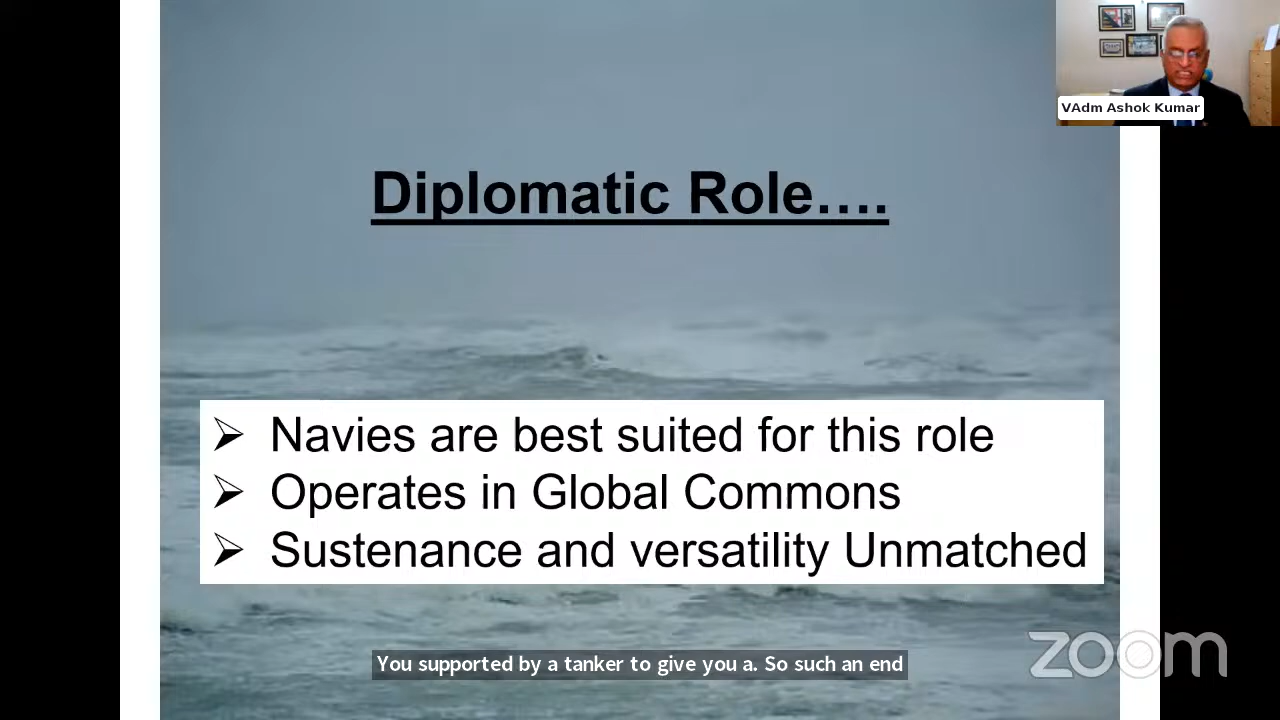 VAdm Ashok Kumar
Diplomatic Role….
➢ Navies are best suited for this role
➢ Operates in Global Commons
➢ Sustenance and versatility Unmatched
You supported by a tanker to give you a. So such an end
zoom